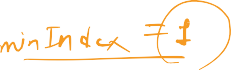 minIndex = 1